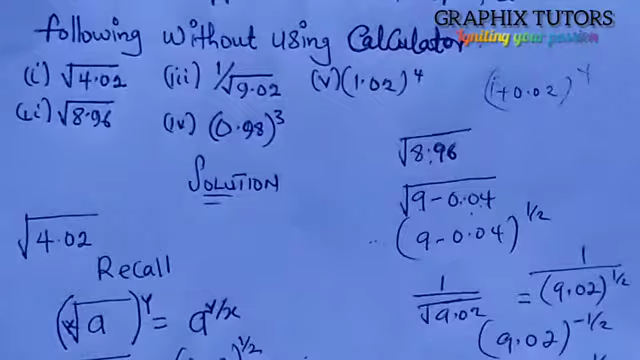 GRAPHIX TUTORS
Igniting your passion
following without using Calculator
(i) √4.02 (iii) 1/√9.02 (v) (1.02)^4 (1+0.02)^4
(ii) √8.96 (iv) (0.98)^3
SOLUTION
√4.02
Recall
(ˣ√a)^y = a^y/x
√8.96
√9-0.04
(9-0.04)^1/2
1/√9.02 = 1/(9.02)^1/2
(9.02)^-1/2